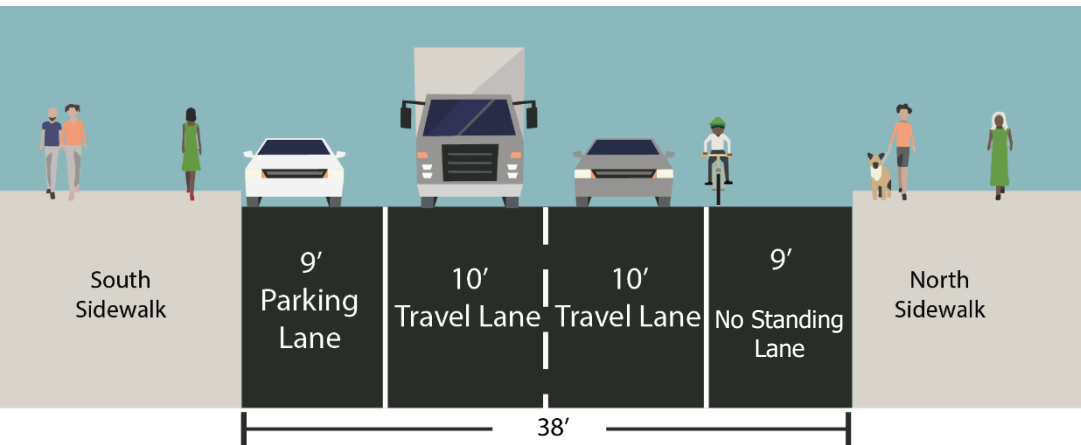 South
Sidewalk
9′
Parking
Lane
10′
Travel Lane
10′
Travel Lane
9′
No Standing
Lane
North
Sidewalk
38′